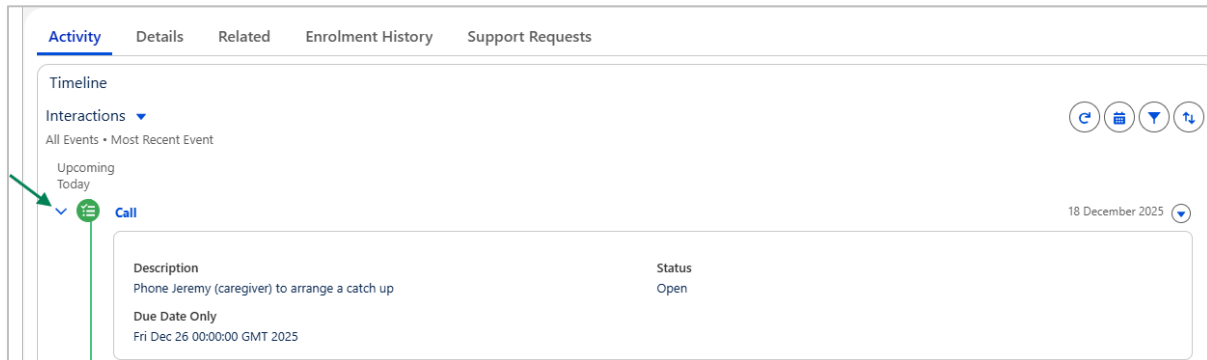 Activity Details Related Enrolment History Support Requests
Timeline
Interactions
All Events • Most Recent Event
Upcoming
Today
Call 18 December 2025
Description Status
Phone Jeremy (caregiver) to arrange a catch up Open
Due Date Only
Fri Dec 26 00:00:00 GMT 2025